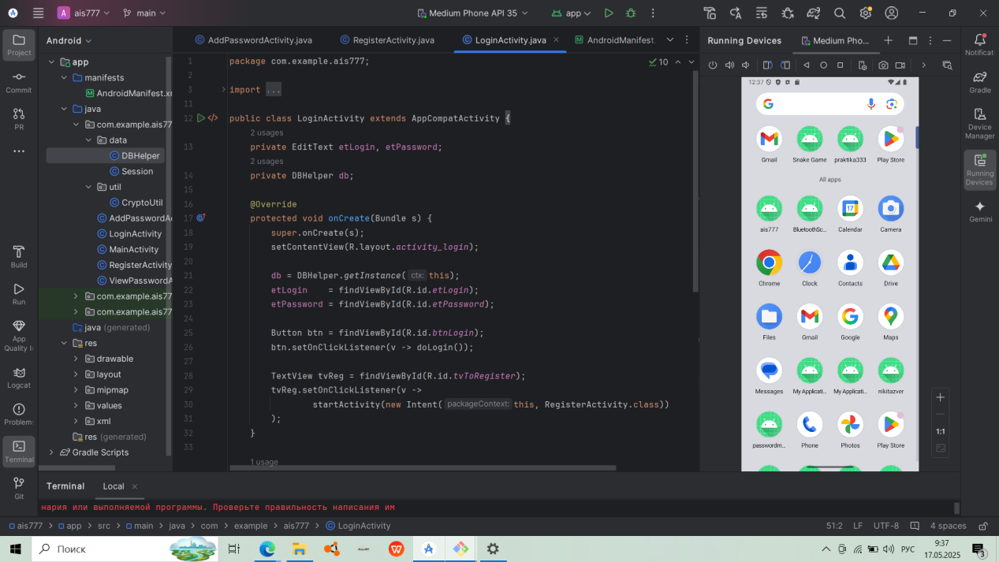 A ais777
main
Medium Phone API 35
app
Project
Commit
PR
Build
Run
App
Quality I
Logcat
Problem
Terminal
Git
Android
app
manifests
AndroidManifest.xm
java
com.example.ais77
data
DBHelper
Session
util
CryptoUtil
AddPasswordA
LoginActivity
MainActivity
RegisterActivity
ViewPasswordA
com.example.ais77
com.example.ais77
java (generated)
res
drawable
layout
mipmap
values
xml
res (generated)
Gradle Scripts
AddPasswordActivity.java
RegisterActivity.java
LoginActivity.java
AndroidManifest.
10
1 package com.example.ais777;
2
3 import ...
11
12 public class LoginActivity extends AppCompatActivity {
2 usages
13 private EditText etLogin, etPassword;
2 usages
14 private DBHelper db;
15
16 @Override
17 protected void onCreate(Bundle s) {
18 super.onCreate(s);
19 setContentView(R.layout.activity_login);
20
21 db = DBHelper.getInstance( ctx: this);
22 etLogin    = findViewById(R.id.etLogin);
23 etPassword = findViewById(R.id.etPassword);
24
25 Button btn = findViewById(R.id.btnLogin);
26 btn.setOnClickListener(v -> doLogin());
27
28 TextView tvReg = findViewById(R.id.tvToRegister);
29 tvReg.setOnClickListener(v ->
30 startActivity(new Intent( packageContext: this, RegisterActivity.class))
31 );
32 }
33
1 usage
Running Devices
Medium Pho...
12:37
Gmail
Snake Game
praktika333
Play Store
All apps
ais777
BluetoothSc...
Calendar
Camera
Chrome
Clock
Contacts
Drive
Files
Gmail
Google
Maps
Messages
My Applicati..
My Applicati..
nikitazver
passwordm...
Phone
Photos
Play Store
1:1
Notificat
Gradle
Device
Manager
Running
Devices
Gemini
Terminal
Local
нария или выполняемой программы. Проверьте правильность написания им
ais777 > app > src > main > java > com > example > ais777 > LoginActivity
51:2
LF
UTF-8
4 spaces
Поиск
РУС
9:37
17.05.2025
3